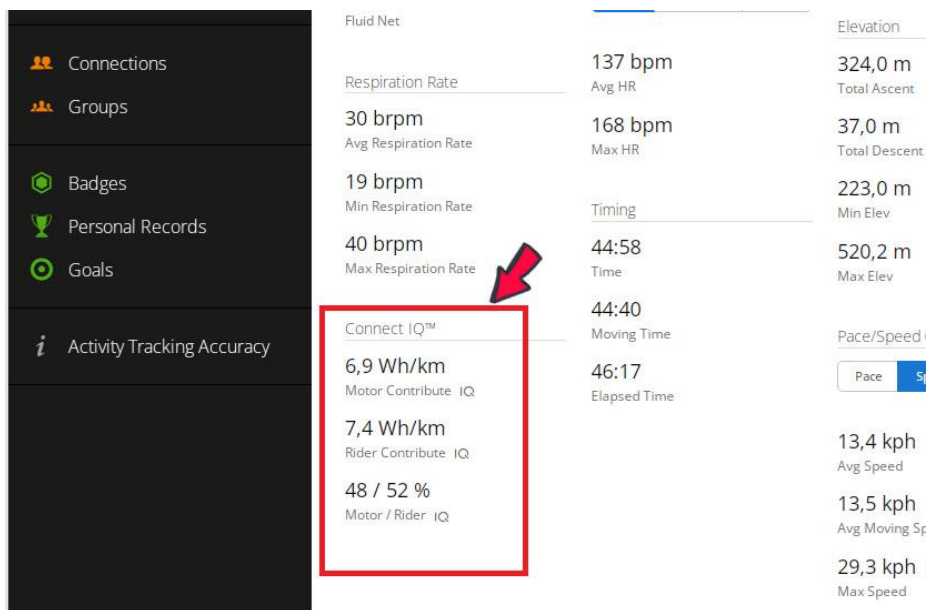 Connections
Groups
Badges
Personal Records
Goals
Activity Tracking Accuracy
Fluid Net
Respiration Rate
30 brpm
Avg Respiration Rate
19 brpm
Min Respiration Rate
40 brpm
Max Respiration Rate
Connect IQ™
6,9 Wh/km
Motor Contribute IQ
7,4 Wh/km
Rider Contribute IQ
48 / 52 %
Motor / Rider IQ
137 bpm
Avg HR
168 bpm
Max HR
Timing
44:58
Time
44:40
Moving Time
46:17
Elapsed Time
Elevation
324,0 m
Total Ascent
37,0 m
Total Descent
223,0 m
Min Elev
520,2 m
Max Elev
Pace/Speed
Pace
13,4 kph
Avg Speed
13,5 kph
Avg Moving
29,3 kph
Max Speed